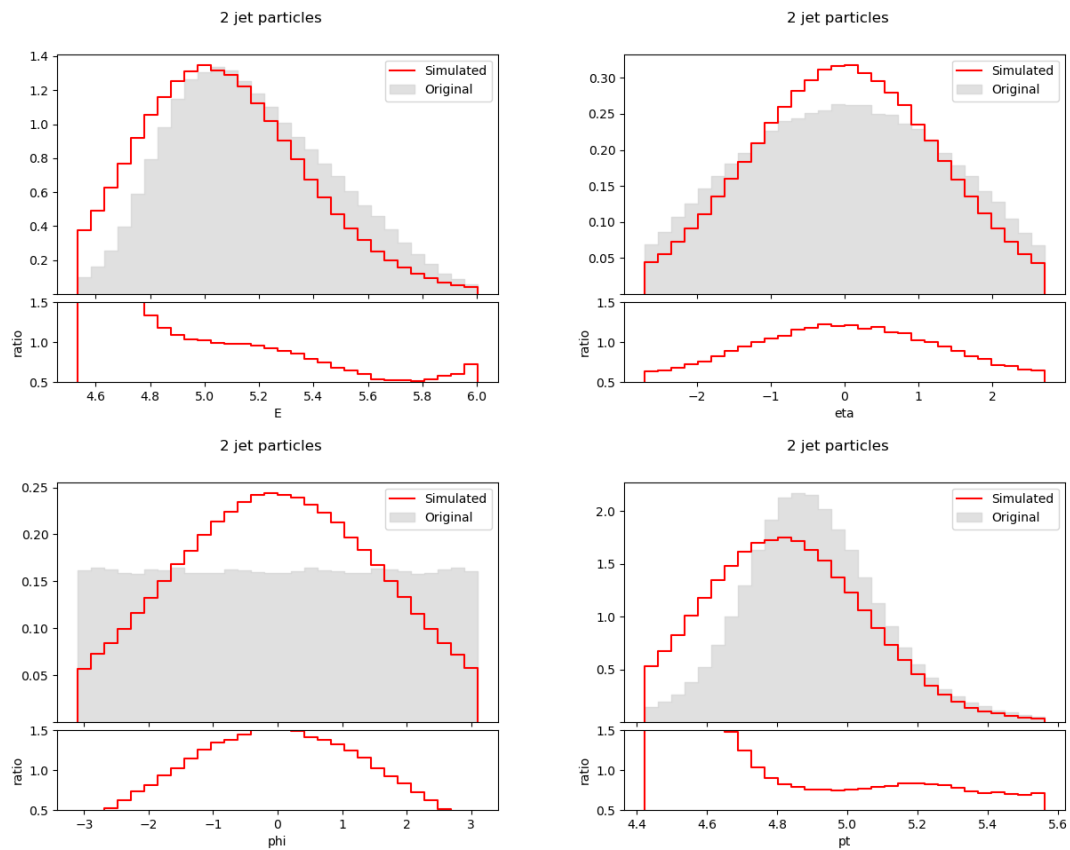 2 jet particles
Simulated
Original
1.4
1.2
1.0
0.8
0.6
0.4
0.2
ratio
1.5
1.0
0.5
4.6 4.8 5.0 5.2 5.4 5.6 5.8 6.0
E
2 jet particles
Simulated
Original
0.30
0.25
0.20
0.15
0.10
0.05
ratio
1.5
1.0
0.5
−2 −1 0 1 2
eta
2 jet particles
Simulated
Original
0.25
0.20
0.15
0.10
0.05
ratio
1.5
1.0
0.5
−3 −2 −1 0 1 2 3
phi
2 jet particles
Simulated
Original
2.0
1.5
1.0
0.5
ratio
1.5
1.0
0.5
4.4 4.6 4.8 5.0 5.2 5.4 5.6
pt